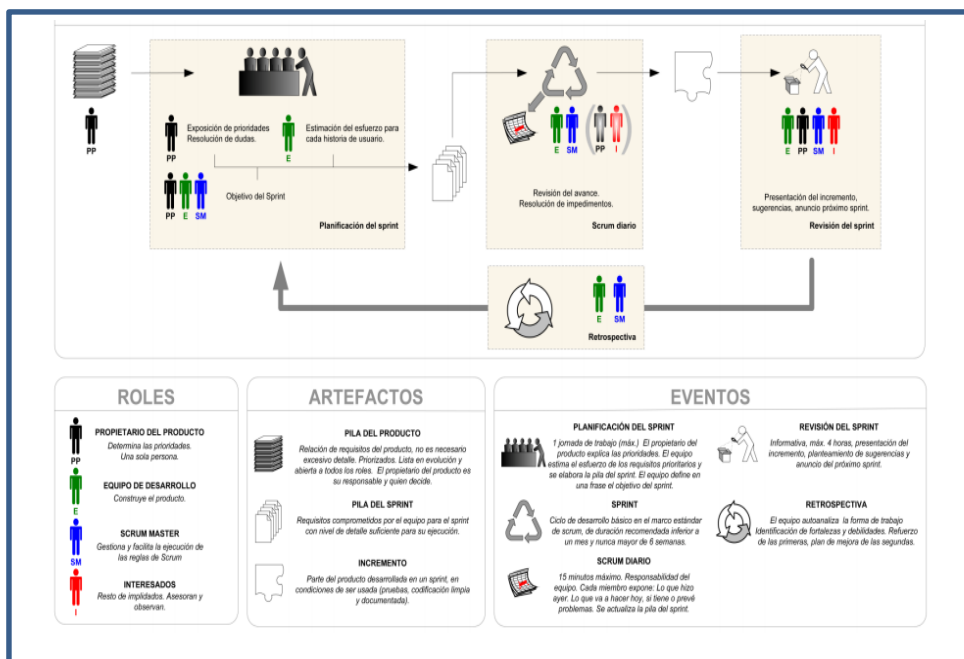 PP
Exposición de prioridades
Resolución de dudas.
PP
Estimación del esfuerzo para
cada historia de usuario.
E
Objetivo del Sprint
PP E SM
Planificación del sprint
E SM PP I
Revisión del avance.
Resolución de impedimentos.
Scrum diario
E PP SM I
Presentación del incremento,
sugerencias, anuncio próximo sprint.
Revisión del sprint
E SM
Retrospectiva
ROLES
PROPIETARIO DEL PRODUCTO
Determina las prioridades.
Una sola persona.
PP
EQUIPO DE DESARROLLO
Construye el producto.
E
SCRUM MASTER
Gestiona y facilita la ejecución de
las reglas de Scrum
SM
INTERESADOS
Resto de implidados. Asesoran y
observan.
I
ARTEFACTOS
PILA DEL PRODUCTO
Relación de requisitos del producto, no es necesario
excesivo detalle. Priorizados. Lista en evolución y
abierta a todos los roles. El propietario del producto es
su responsable y quien decide.
PILA DEL SPRINT
Requisitos comprometidos por el equipo para el sprint
con nivel de detalle suficiente para su ejecución.
INCREMENTO
Parte del producto desarrollada en un sprint, en
condiciones de ser usada (pruebas, codificación limpia
y documentada).
EVENTOS
PLANIFICACIÓN DEL SPRINT
1 jornada de trabajo (máx.) El propietario del
producto explica las prioridades. El equipo
estima el esfuerzo de los requisitos prioritarios y
se elabora la pila del sprint. El equipo define en
una frase el objetivo del sprint.
SPRINT
Ciclo de desarrollo básico en el marco estándar
de scrum, de duración recomendada inferior a
un mes y nunca mayor de 6 semanas.
SCRUM DIARIO
15 minutos máximo. Responsabilidad del
equipo. Cada miembro expone: Lo que hizo
ayer. Lo que va a hacer hoy, si tiene o prevé
problemas. Se actualiza la pila del sprint.
REVISIÓN DEL SPRINT
Informativa, máx. 4 horas, presentación del
incremento, planteamiento de sugerencias y
anuncio del próximo sprint.
RETROSPECTIVA
El equipo autoanaliza la forma de trabajo
Identificación de fortalezas y debilidades. Refuerzo
de las primeras, plan de mejora de las segundas.